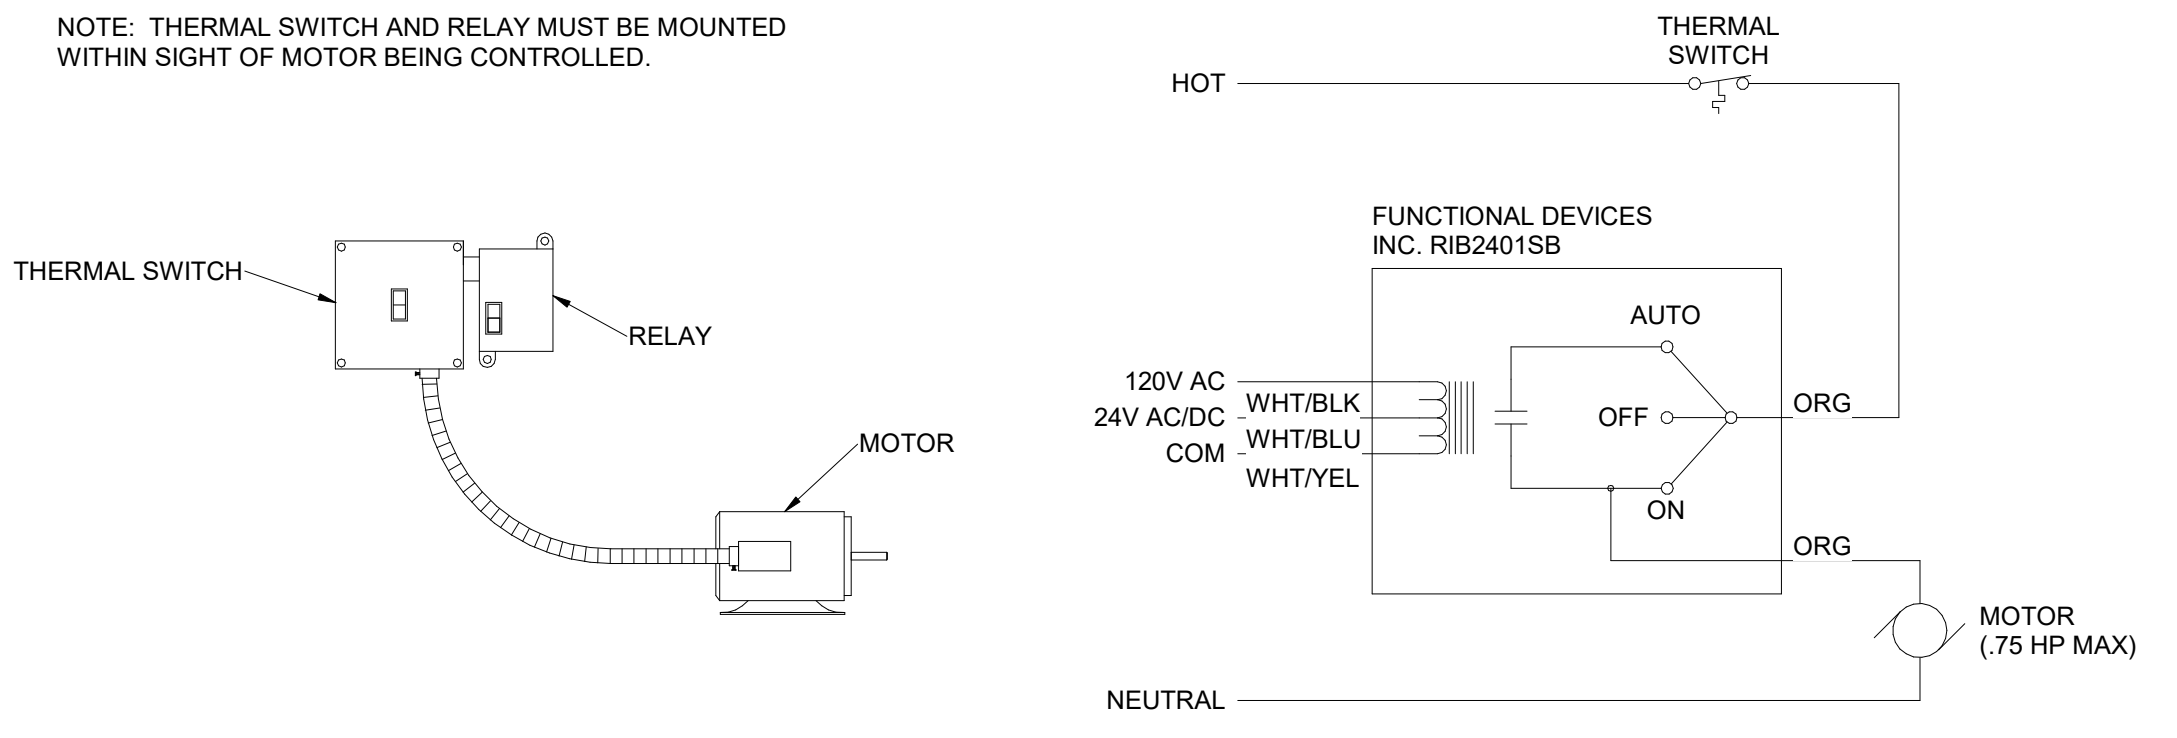 NOTE:  THERMAL SWITCH AND RELAY MUST BE MOUNTED
WITHIN SIGHT OF MOTOR BEING CONTROLLED.
THERMAL SWITCH
RELAY
MOTOR
THERMAL
SWITCH
HOT
FUNCTIONAL DEVICES
INC. RIB2401SB
AUTO
120V AC
WHT/BLK
24V AC/DC
WHT/BLU
COM
WHT/YEL
OFF
ORG
ON
ORG
MOTOR
(.75 HP MAX)
NEUTRAL